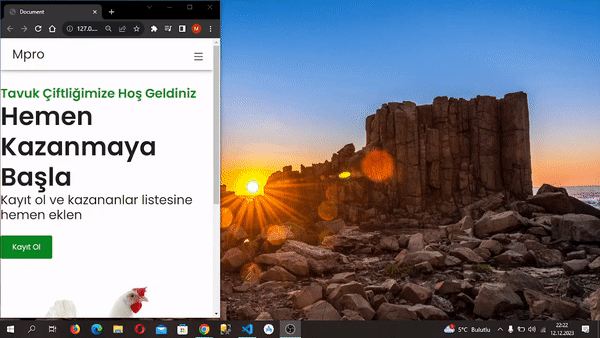 Document
127.0....
M
Mpro
Tavuk Çiftliğimize Hoş Geldiniz
Hemen
Kazanmaya
Başla
Kayıt ol ve kazananlar listesine
hemen eklen
Kayıt Ol
5°C Bulutlu
22:22
12.12.2023